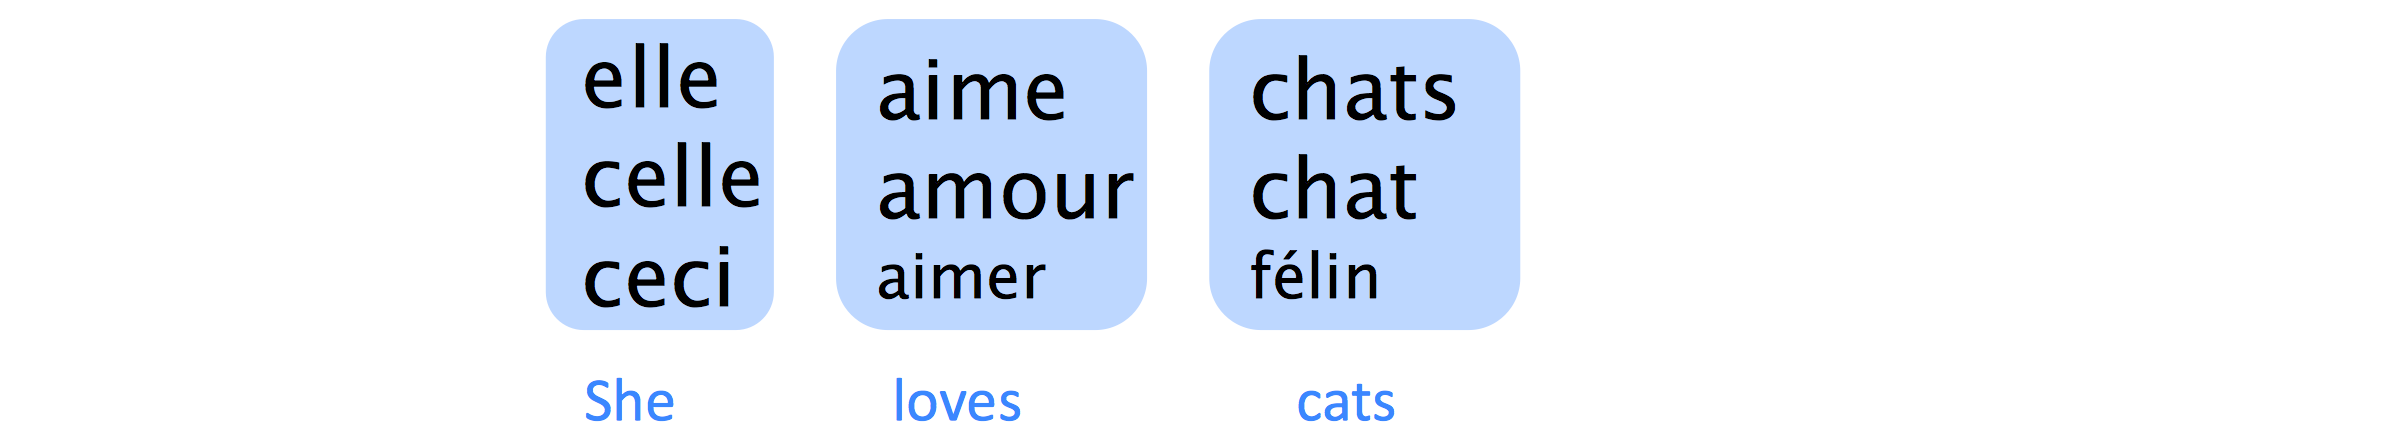 elle
celle
ceci
aime
amour
aimer
chats
chat
félin
She loves cats